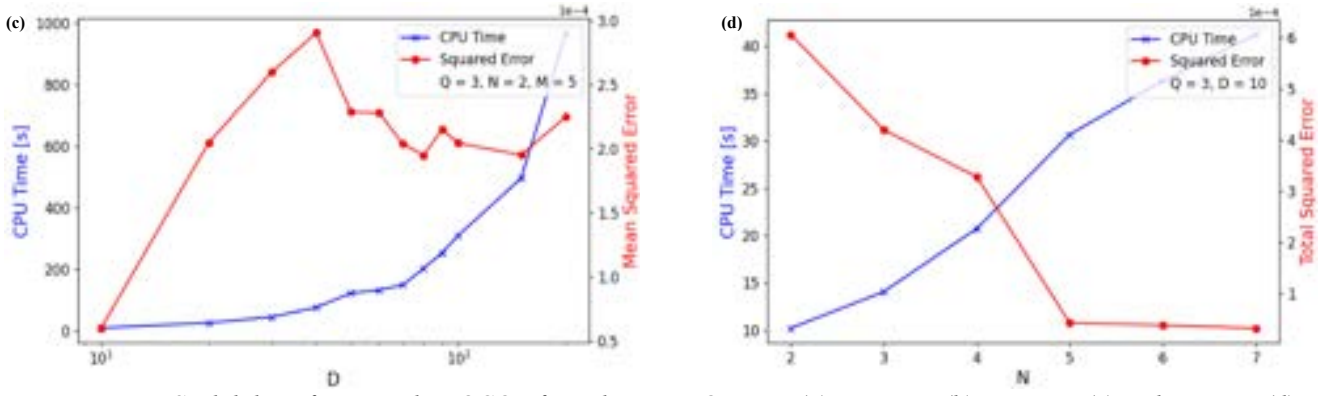 (c)
1e−4
1000
800
600
400
200
0
CPU Time [s]
3.0
2.5
2.0
1.5
1.0
0.5
Mean Squared Error
CPU Time
Squared Error
Q = 3, N = 2, M = 5
10¹
D
(d)
1e−4
40
35
30
25
20
15
10
CPU Time [s]
6
5
4
3
2
1
Total Squared Error
CPU Time
Squared Error
Q = 3, D = 10
2 3 4 5 6 7
N